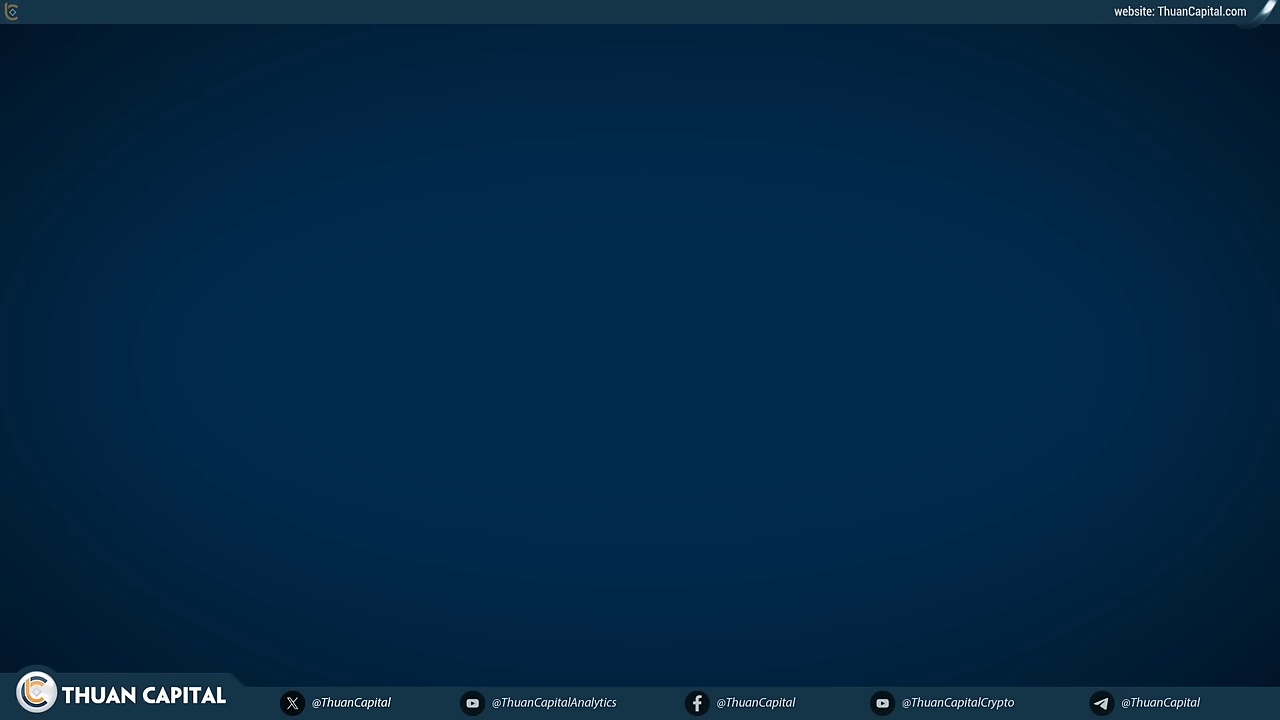 website: ThuanCapital.com
THUAN CAPITAL
@ThuanCapital
@ThuanCapitalAnalytics
@ThuanCapital
@ThuanCapitalCrypto
@ThuanCapital